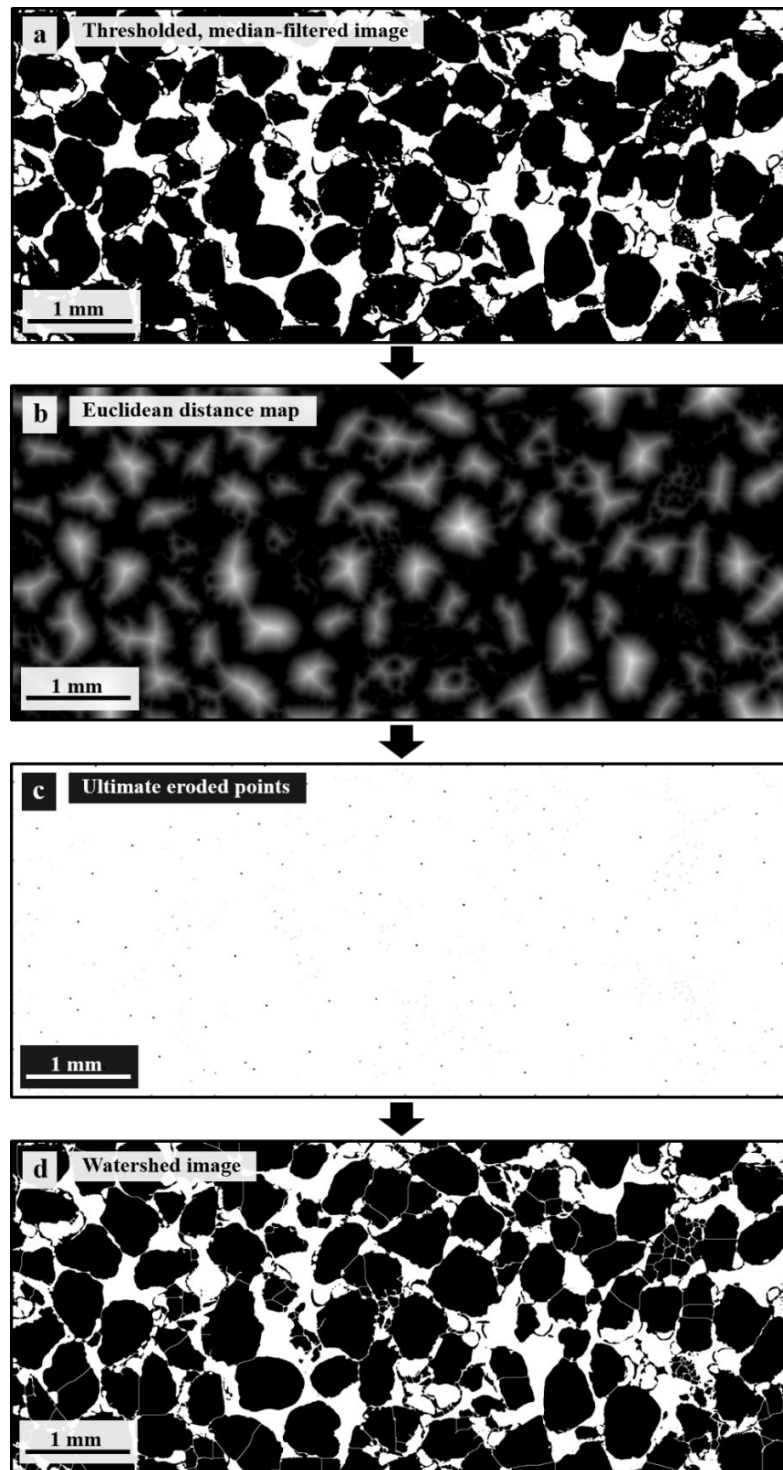 a Thresholded, median-filtered image
1 mm
b Euclidean distance map
1 mm
c Ultimate eroded points
1 mm
d Watershed image
1 mm